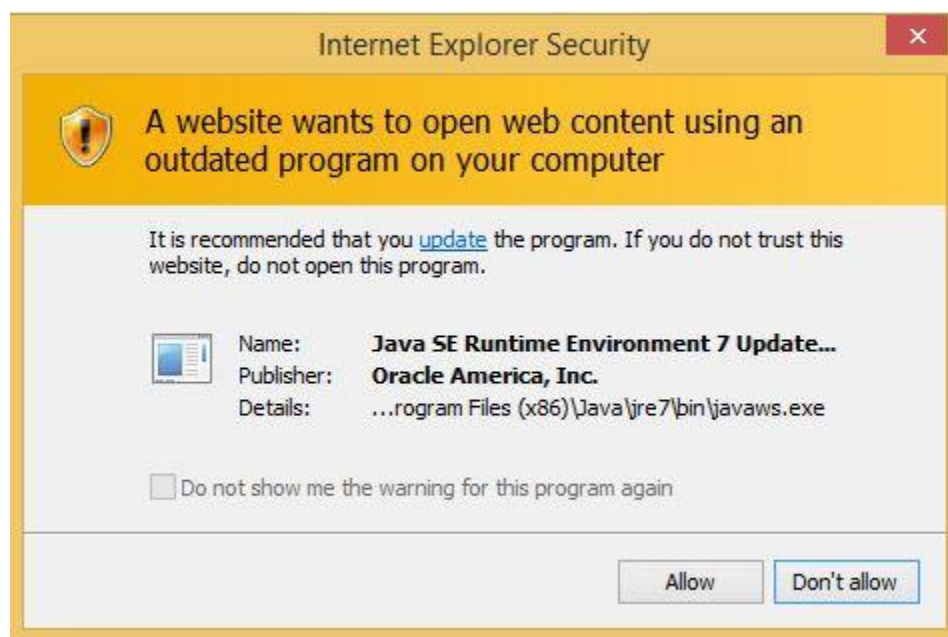 Internet Explorer Security
A website wants to open web content using an
outdated program on your computer
It is recommended that you update the program. If you do not trust this
website, do not open this program.
Name: Java SE Runtime Environment 7 Update...
Publisher: Oracle America, Inc.
Details: ...rogram Files (x86)\Java\jre7\bin\javaws.exe
Do not show me the warning for this program again
Allow Don't allow